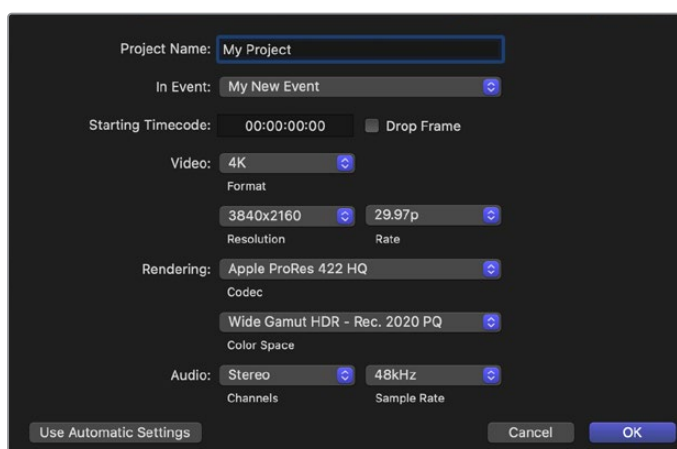 Project Name: My Project
In Event: My New Event
Starting Timecode: 00:00:00:00 Drop Frame
Video: 4K
Format
3840x2160 29.97p
Resolution Rate
Rendering: Apple ProRes 422 HQ
Codec
Wide Gamut HDR - Rec. 2020 PQ
Color Space
Audio: Stereo 48kHz
Channels Sample Rate
Use Automatic Settings Cancel OK